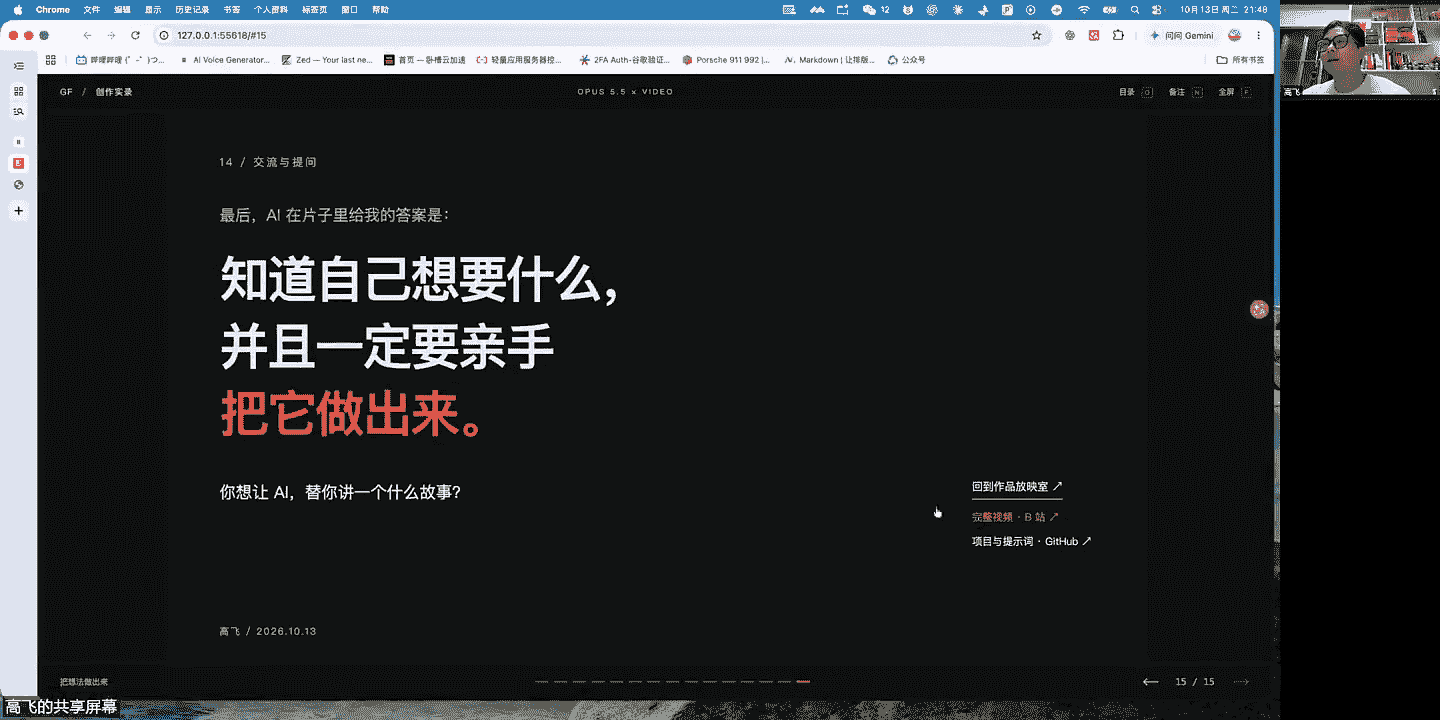 Chrome 文件 编辑 显示 历史记录 书签 个人资料 标签页 窗口 帮助
12
10月13日 周二 21:48
127.0.0.1:55618/#15
问问 Gemini
哔哩哔哩 (゜-゜)つ...
AI Voice Generator...
Zed — Your last ne...
首页 — 卧槽云加速
轻量应用服务器控...
2FA Auth-谷歌验证...
Porsche 911 992 |...
Markdown | 让排版...
公众号
所有书签
GF / 创作实录
OPUS 5.5 × VIDEO
目录 O 备注 N 全屏 F
14 / 交流与提问
最后，AI 在片子里给我的答案是：
知道自己想要什么，
并且一定要亲手
把它做出来。
你想让 AI，替你讲一个什么故事？
回到作品放映室 ↗
完整视频 · B 站 ↗
项目与提示词 · GitHub ↗
高飞 / 2026.10.13
把想法做出来
← 15 / 15 →
高飞的共享屏幕
高飞